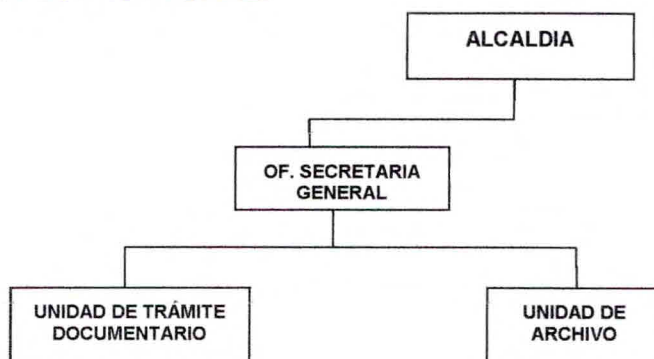 ALCALDIA
OF. SECRETARIA
GENERAL
UNIDAD DE TRÁMITE
DOCUMENTARIO
UNIDAD DE
ARCHIVO